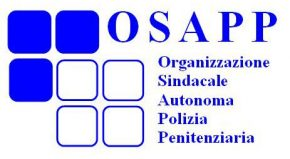 OSAPP
Organizzazione
Sindacale
Autonoma
Polizia
Penitenziaria